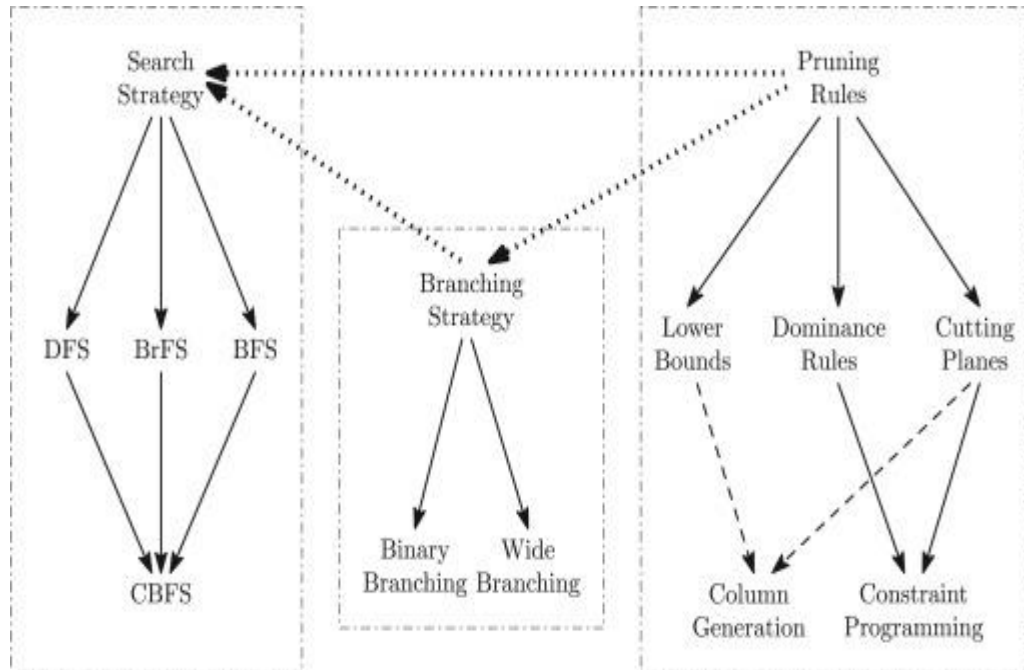 Search
Strategy
Pruning
Rules
Branching
Strategy
DFS
BrFS
BFS
Lower
Bounds
Dominance
Rules
Cutting
Planes
Binary
Branching
Wide
Branching
CBFS
Column
Generation
Constraint
Programming